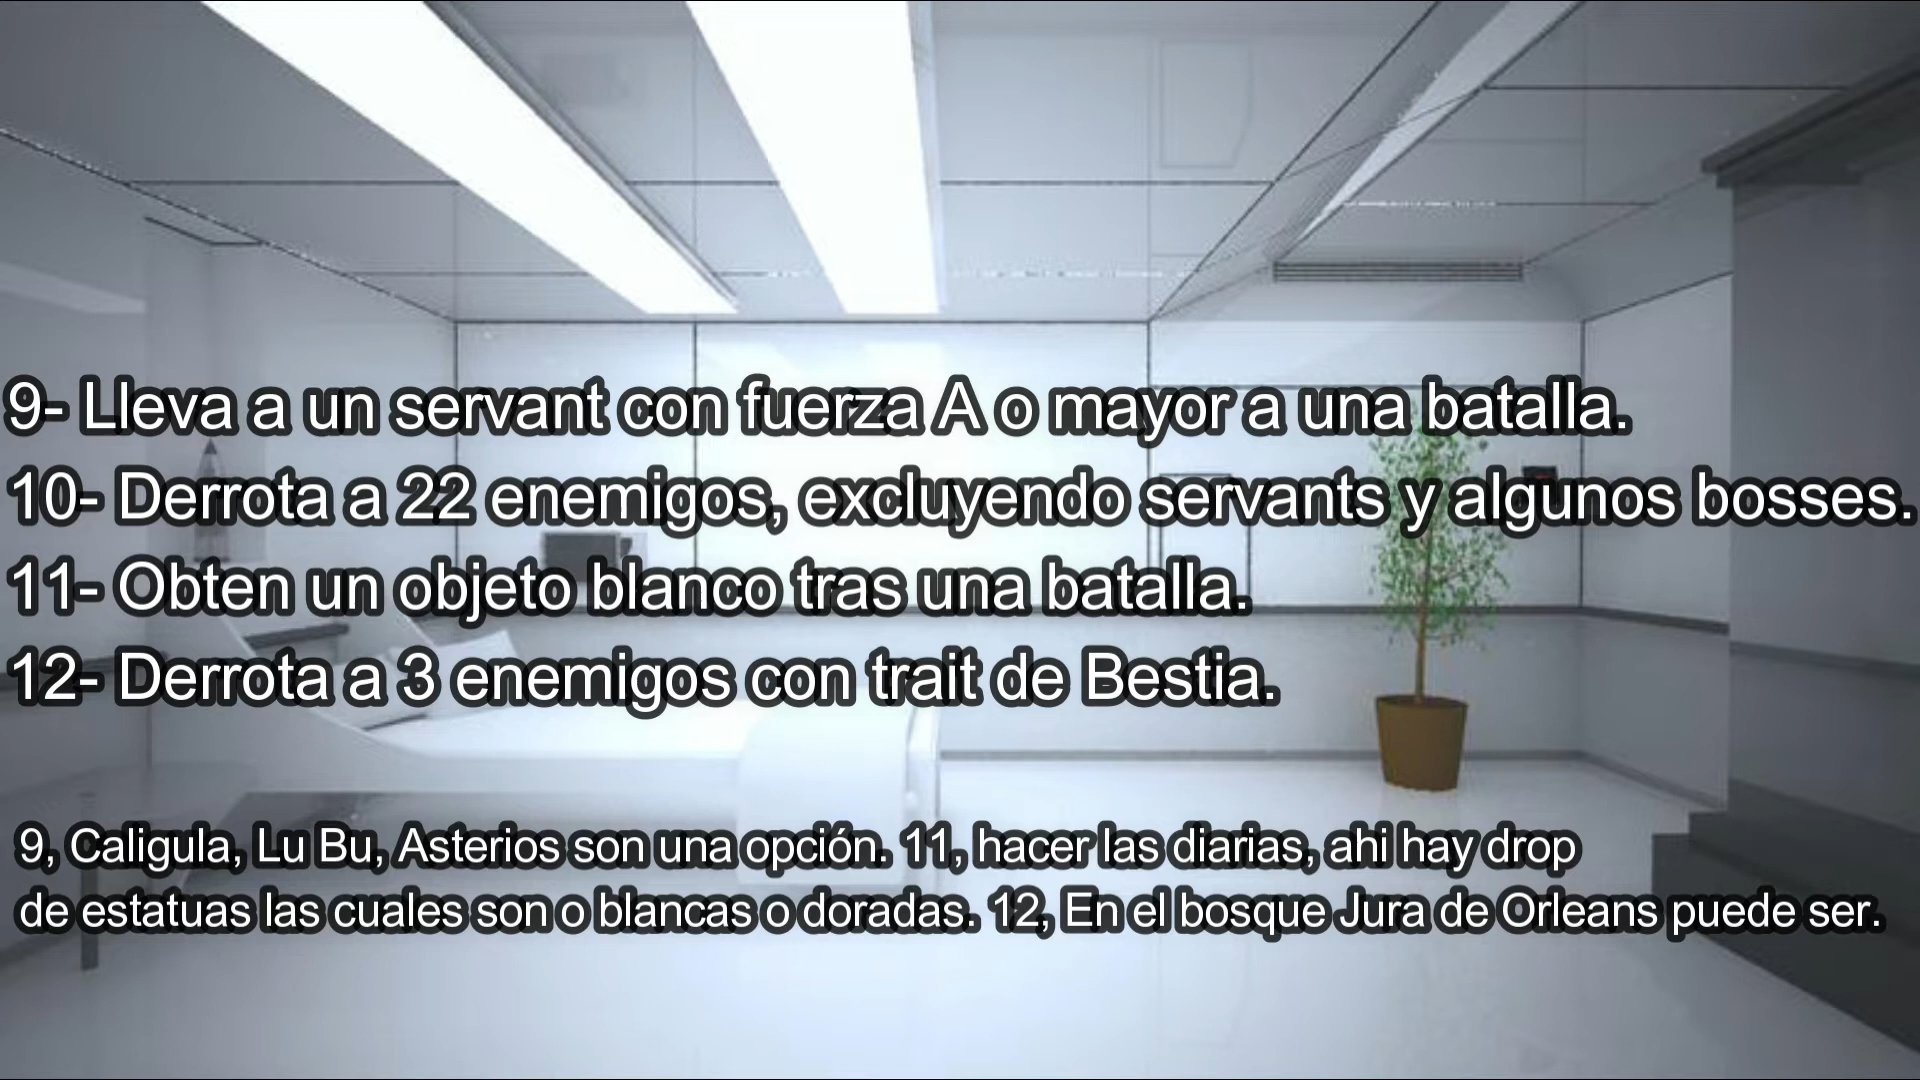 9- Lleva a un servant con fuerza A o mayor a una batalla.
10- Derrota a 22 enemigos, excluyendo servants y algunos bosses.
11- Obten un objeto blanco tras una batalla.
12- Derrota a 3 enemigos con trait de Bestia.
9, Caligula, Lu Bu, Asterios son una opción. 11, hacer las diarias, ahi hay drop
de estatuas las cuales son o blancas o doradas. 12, En el bosque Jura de Orleans puede ser.